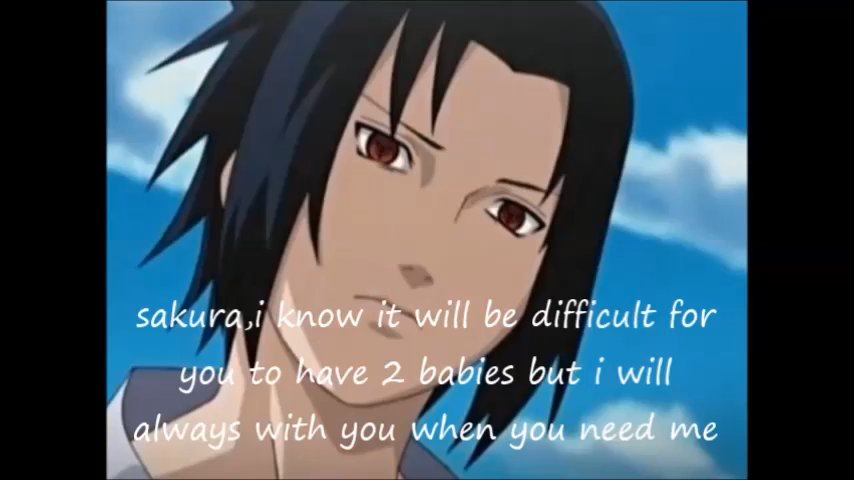 sakura,i know it will be difficult for
you to have 2 babies but i will
always with you when you need me